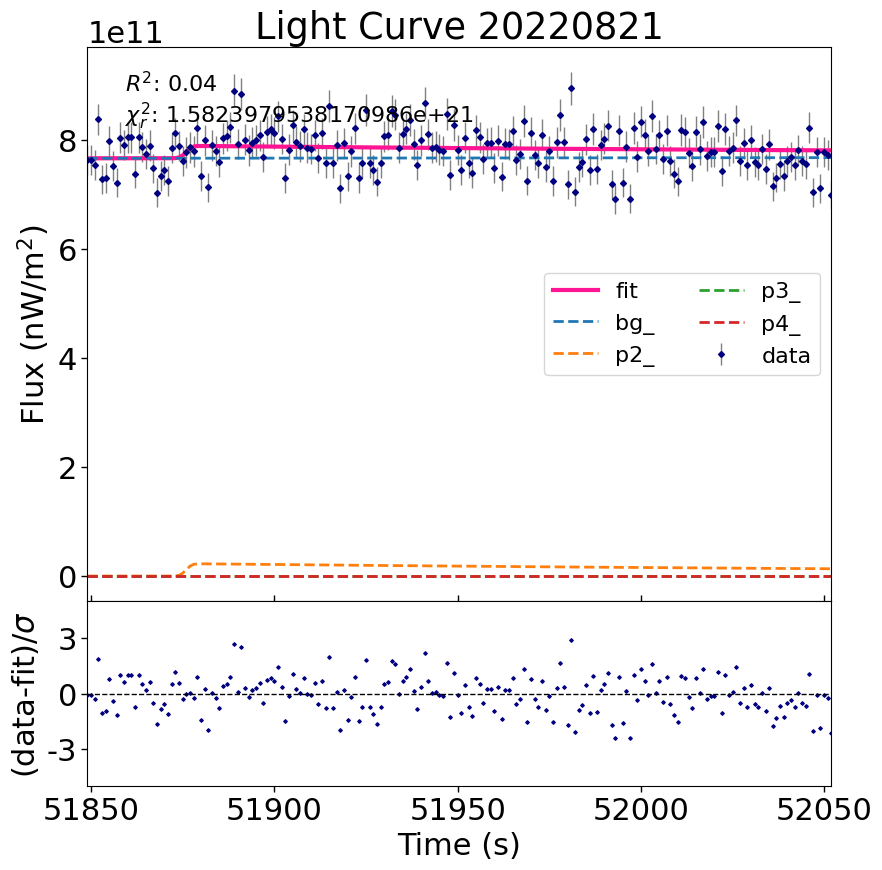 Light Curve 20220821
1e11
R²: 0.04
χ²ᵣ: 1.5823979538170986e+21
8
6
4
2
0
Flux (nW/m²)
fit
bg_
p2_
p3_
p4_
data
3
0
-3
(data-fit)/σ
51850
51900
51950
52000
52050
Time (s)